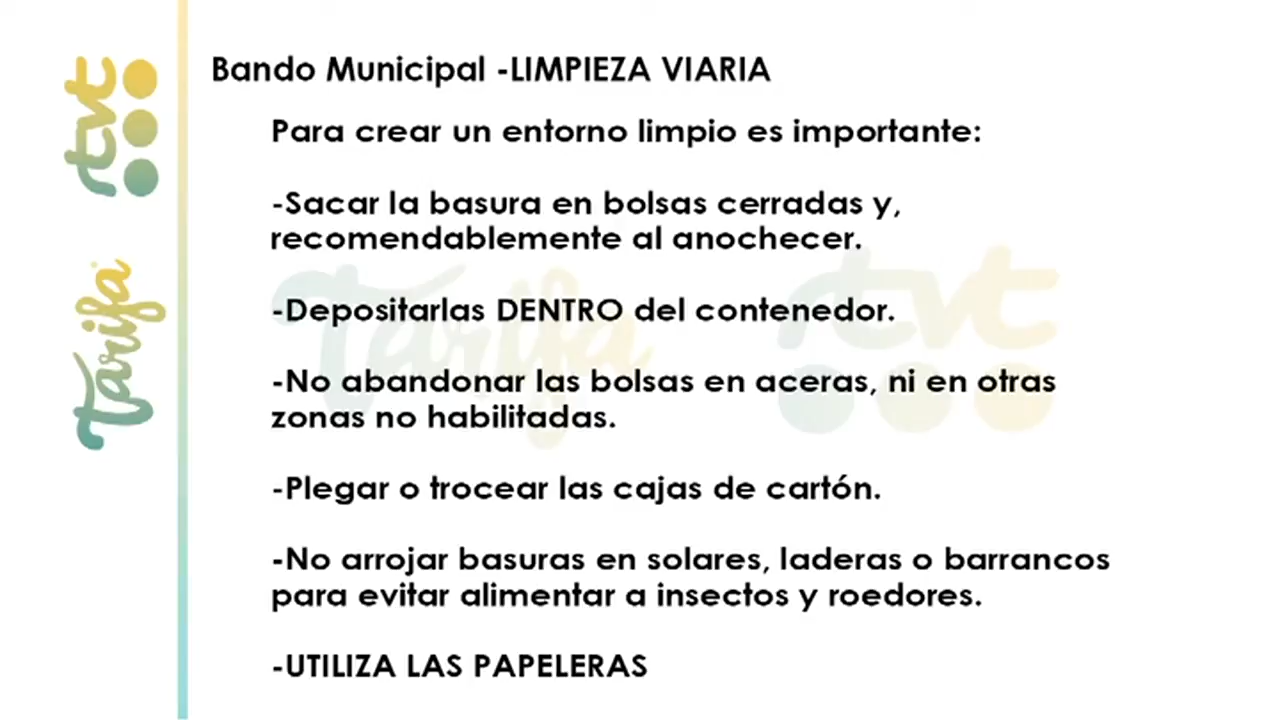 rtvt
Tarifa
Bando Municipal -LIMPIEZA VIARIA
Para crear un entorno limpio es importante:
-Sacar la basura en bolsas cerradas y,
recomendablemente al anochecer.
-Depositarlas DENTRO del contenedor.
-No abandonar las bolsas en aceras, ni en otras
zonas no habilitadas.
-Plegar o trocear las cajas de cartón.
-No arrojar basuras en solares, laderas o barrancos
para evitar alimentar a insectos y roedores.
-UTILIZA LAS PAPELERAS
Tarifa
rtvt